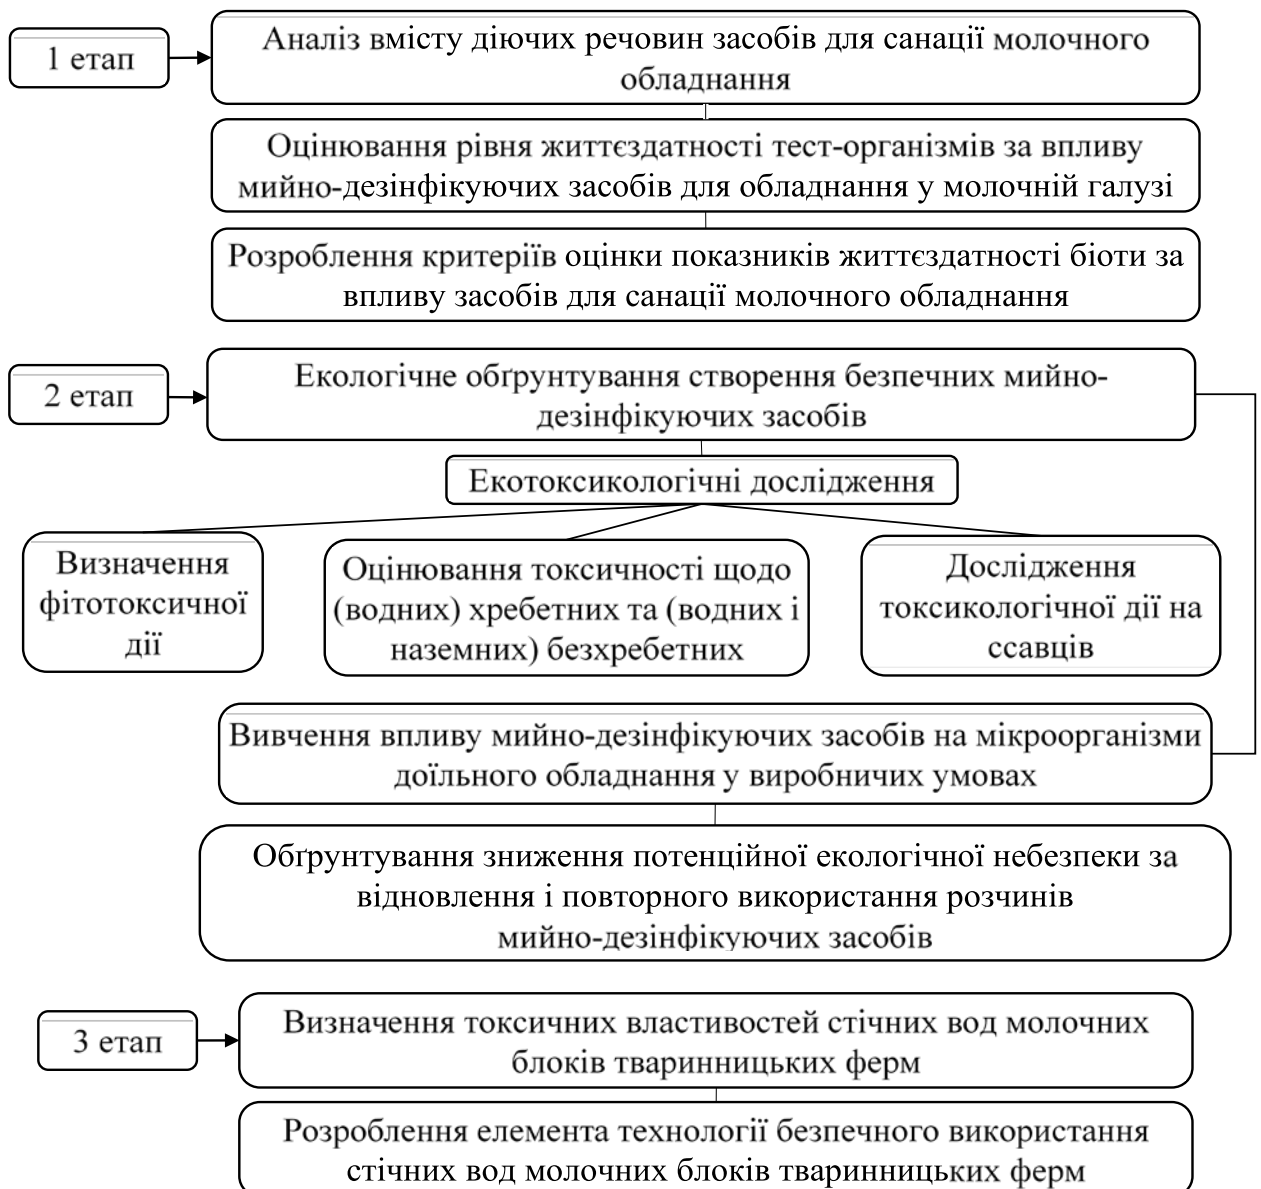 1 етап
Аналіз вмісту діючих речовин засобів для санації молочного
обладнання
Оцінювання рівня життєздатності тест-організмів за впливу
мийно-дезінфікуючих засобів для обладнання у молочній галузі
Розроблення критеріїв оцінки показників життєздатності біоти за
впливу засобів для санації молочного обладнання
2 етап
Екологічне обґрунтування створення безпечних мийно-
дезінфікуючих засобів
Екотоксикологічні дослідження
Визначення
фітотоксичної
дії
Оцінювання токсичності щодо
(водних) хребетних та (водних і
наземних) безхребетних
Дослідження
токсикологічної дії на
ссавців
Вивчення впливу мийно-дезінфікуючих засобів на мікроорганізми
доїльного обладнання у виробничих умовах
Обґрунтування зниження потенційної екологічної небезпеки за
відновлення і повторного використання розчинів
мийно-дезінфікуючих засобів
3 етап
Визначення токсичних властивостей стічних вод молочних
блоків тваринницьких ферм
Розроблення елемента технології безпечного використання
стічних вод молочних блоків тваринницьких ферм